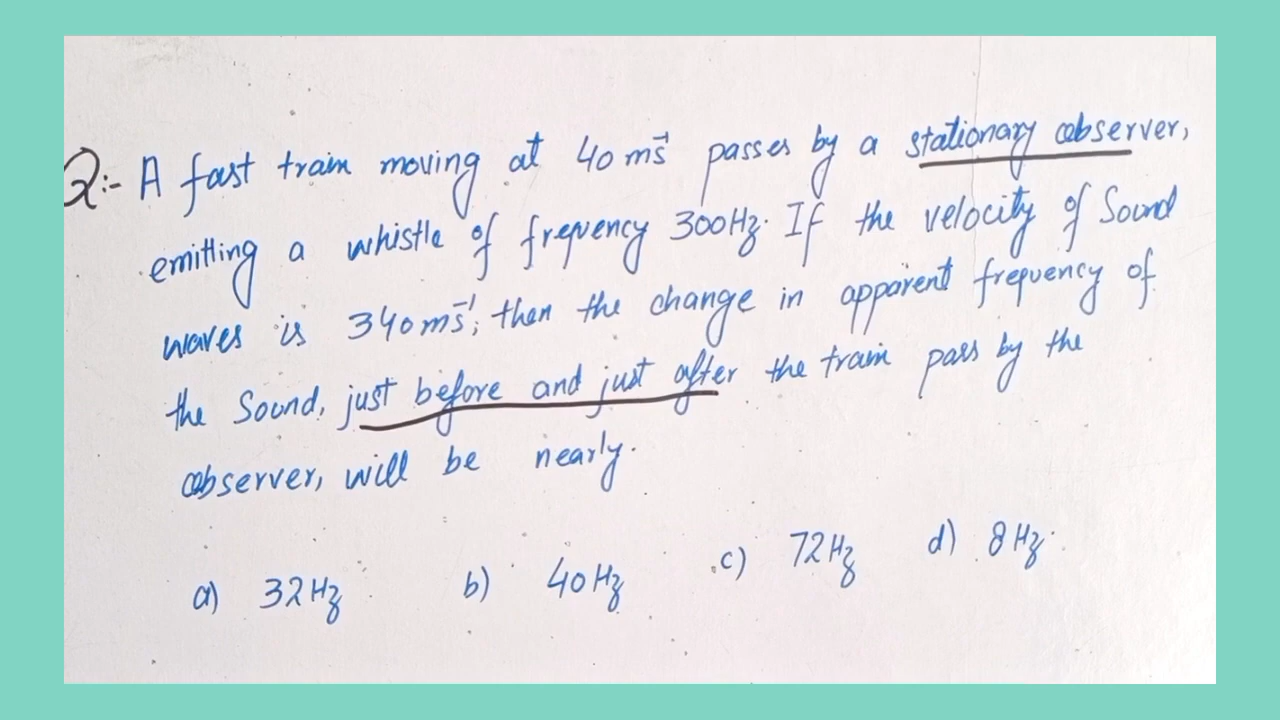 Q:- A fast train moving at 40 ms⁻¹ passes by a stationary observer,
emitting a whistle of frequency 300Hz. If the velocity of Sound
waves is 340 ms⁻¹, then the change in apparent frequency of
the Sound, just before and just after the train pass by the
observer, will be nearly.
a) 32Hz b) 40Hz c) 72Hz d) 8Hz.